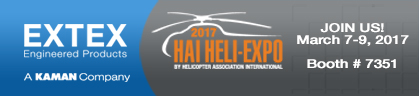 EXTEX
Engineered Products
A KAMAN Company
2017
HAI HELI-EXPO
BY HELICOPTER ASSOCIATION INTERNATIONAL
JOIN US!
March 7-9, 2017
Booth # 7351